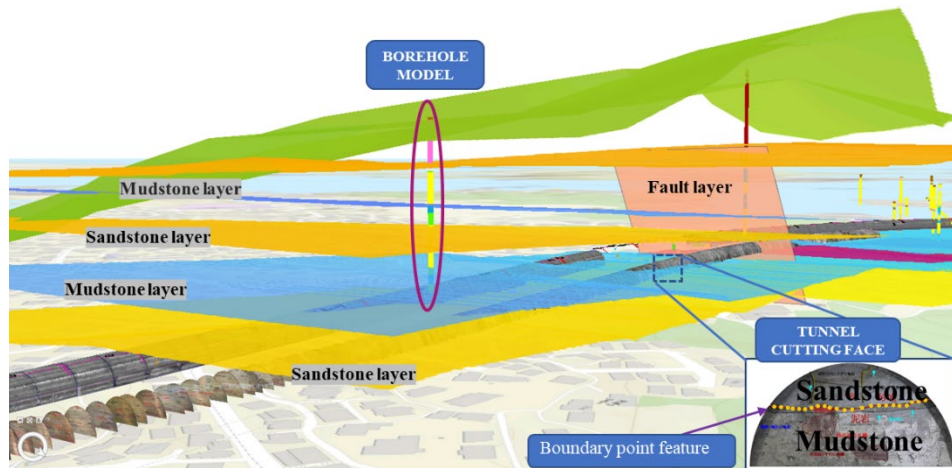 BOREHOLE
MODEL
Mudstone layer
Fault layer
Sandstone layer
Mudstone layer
Sandstone layer
TUNNEL
CUTTING FACE
Sandstone
Mudstone
Boundary point feature